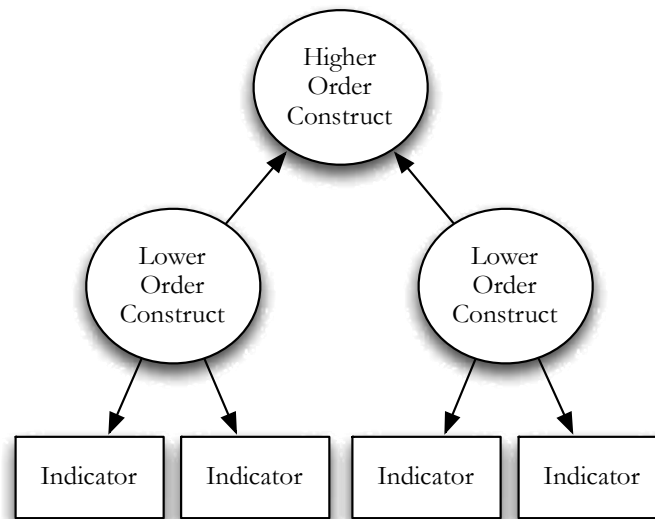 Higher
Order
Construct
Lower
Order
Construct
Lower
Order
Construct
Indicator
Indicator
Indicator
Indicator